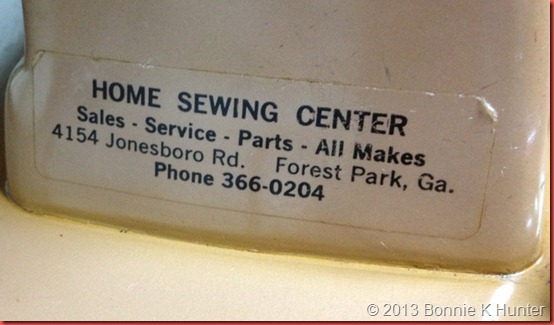 HOME SEWING CENTER
Sales - Service - Parts - All Makes
4154 Jonesboro Rd. Forest Park, Ga.
Phone 366-0204
© 2013 Bonnie K Hunter